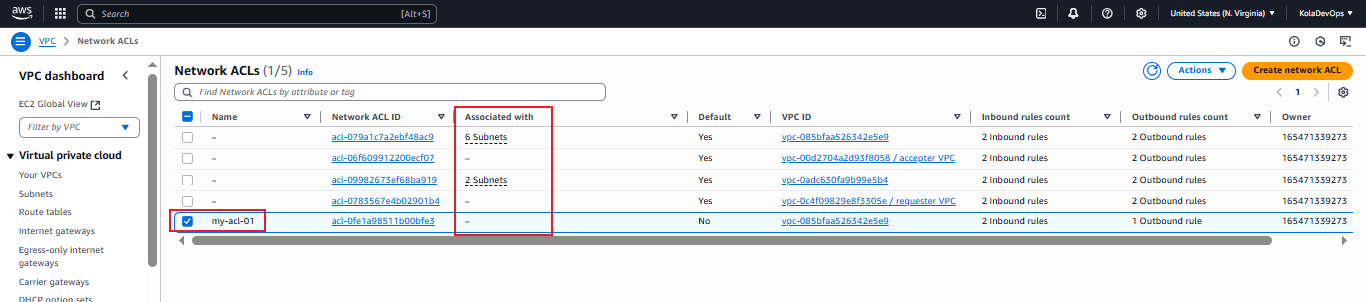 aws Search [Alt+S] United States (N. Virginia) KolaDevOps
VPC > Network ACLs
VPC dashboard
EC2 Global View
Filter by VPC
Virtual private cloud
Your VPCs
Subnets
Route tables
Internet gateways
Egress-only internet
gateways
Carrier gateways
DHCP option sets
Network ACLs (1/5) Info
Actions
Create network ACL
Find Network ACLs by attribute or tag
1
Name Network ACL ID Associated with Default VPC ID Inbound rules count Outbound rules count Owner
– acl-079a1c7a2ebf48ac9 6 Subnets Yes vpc-085bfaa526342e5e9 2 Inbound rules 2 Outbound rules 165471339273
– acl-06f609912200ecf07 – Yes vpc-00d2704a2d93f8058 / accepter VPC 2 Inbound rules 2 Outbound rules 165471339273
– acl-09982673ef68ba919 2 Subnets Yes vpc-0adc630fa9b99e5b4 2 Inbound rules 2 Outbound rules 165471339273
– acl-0783567e4b02901b4 – Yes vpc-0c4f09829e8f3305e / requester VPC 2 Inbound rules 2 Outbound rules 165471339273
my-acl-01 acl-0fe1a98511b00bfe3 – No vpc-085bfaa526342e5e9 2 Inbound rules 1 Outbound rule 165471339273